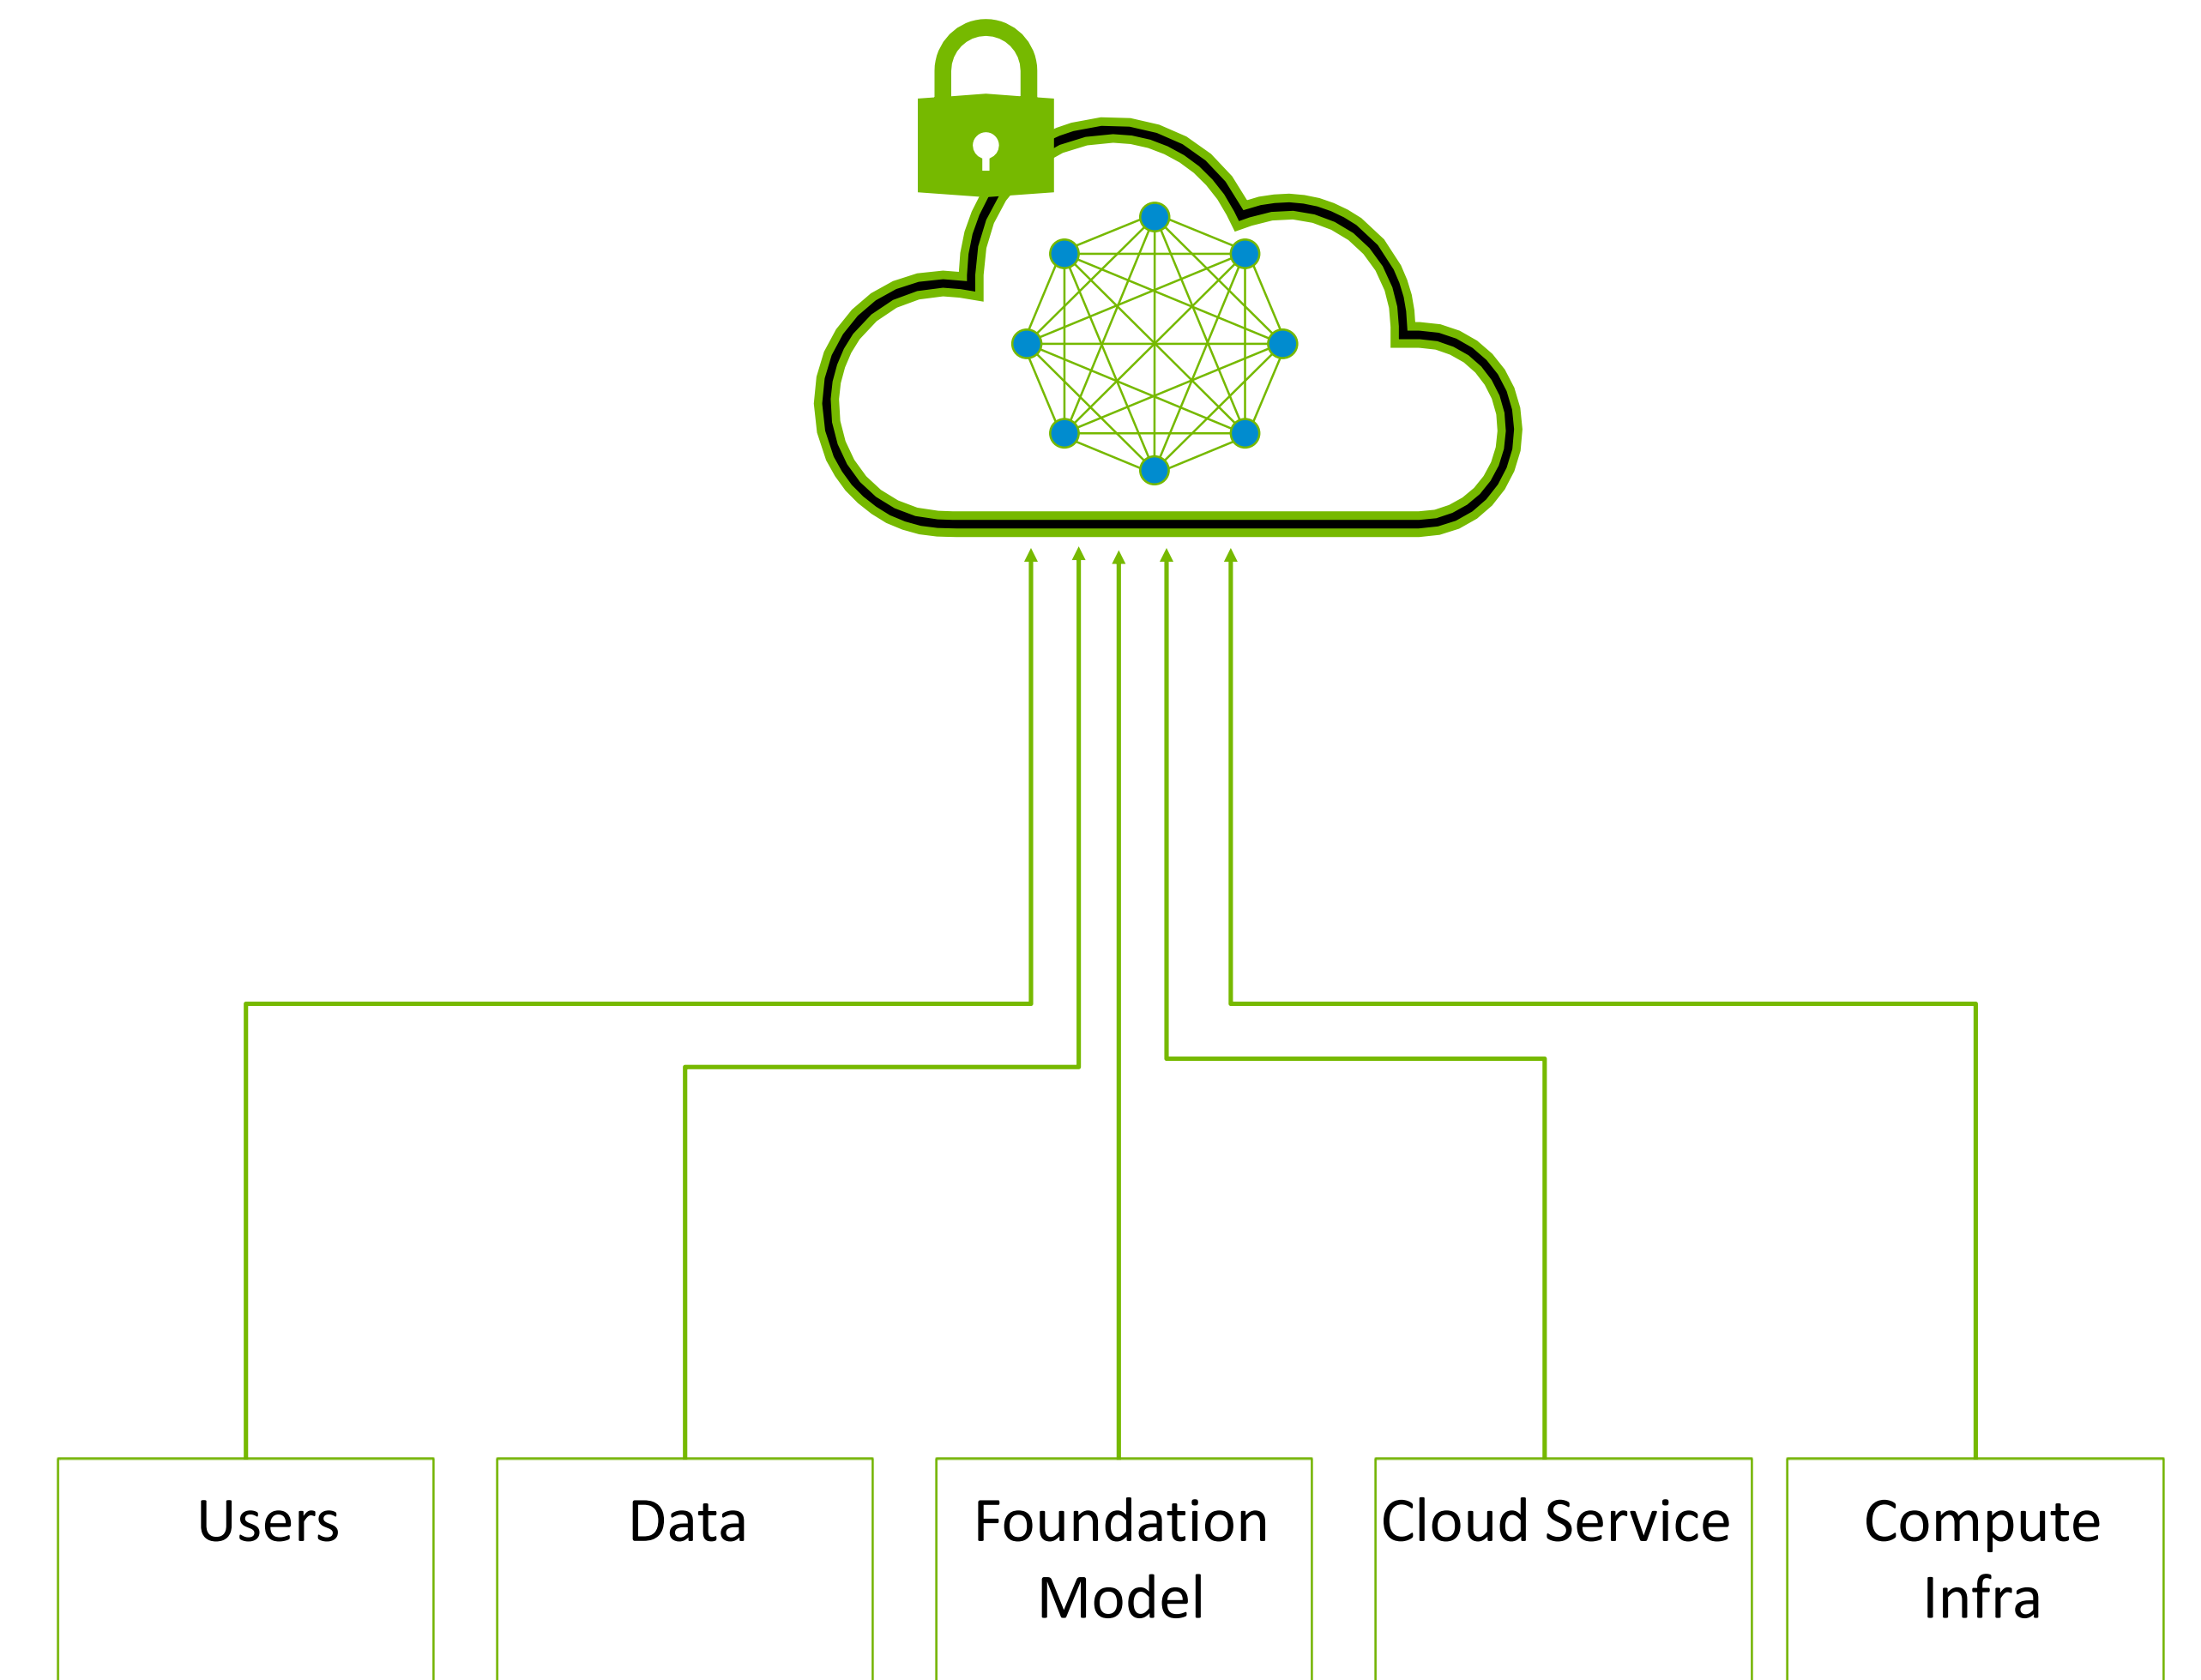 Users
Data
Foundation
Model
Cloud Service
Compute
Infra